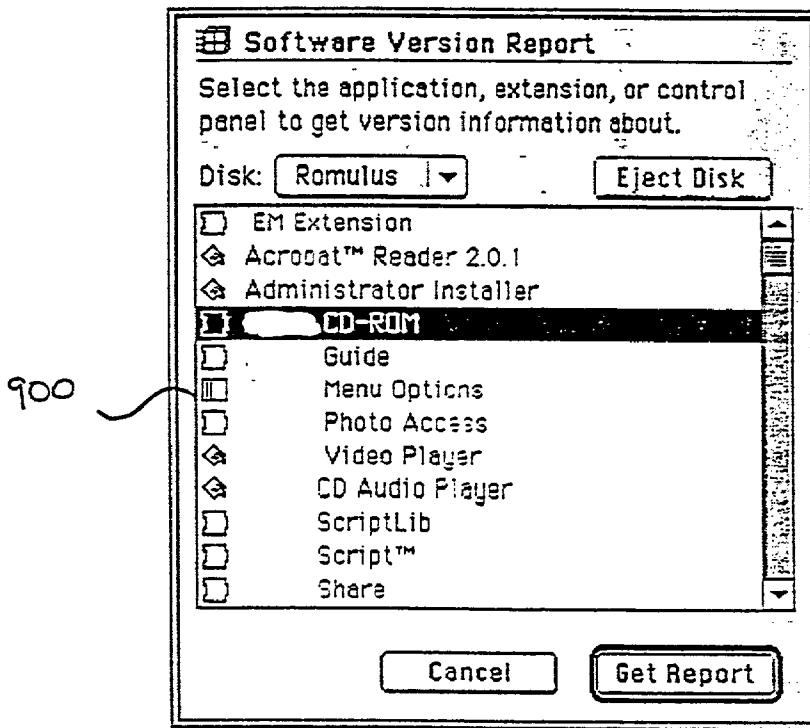 Software Version Report
Select the application, extension, or control
panel to get version information about.
Disk: Romulus Eject Disk
EM Extension
Acrobat™ Reader 2.0.1
Administrator Installer
CD-ROM
Guide
900 Menu Options
Photo Access
Video Player
CD Audio Player
ScriptLib
Script™
Share
Cancel Get Report